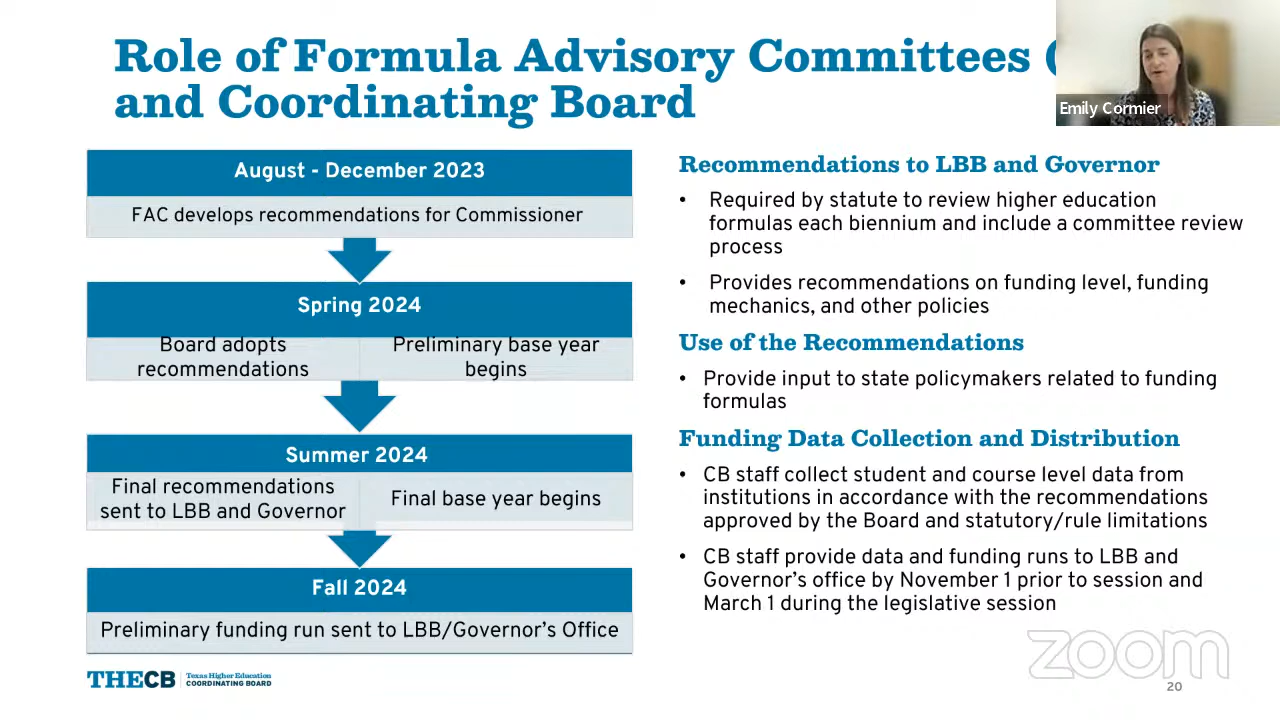 Role of Formula Advisory Committees (
and Coordinating Board
Emily Cormier
August - December 2023
FAC develops recommendations for Commissioner
Spring 2024
Board adopts
recommendations
Preliminary base year
begins
Summer 2024
Final recommendations
sent to LBB and Governor
Final base year begins
Fall 2024
Preliminary funding run sent to LBB/Governor's Office
Recommendations to LBB and Governor
• Required by statute to review higher education
formulas each biennium and include a committee review
process
• Provides recommendations on funding level, funding
mechanics, and other policies
Use of the Recommendations
• Provide input to state policymakers related to funding
formulas
Funding Data Collection and Distribution
• CB staff collect student and course level data from
institutions in accordance with the recommendations
approved by the Board and statutory/rule limitations
• CB staff provide data and funding runs to LBB and
Governor's office by November 1 prior to session and
March 1 during the legislative session
THECB
Texas Higher Education
COORDINATING BOARD
zoom
20